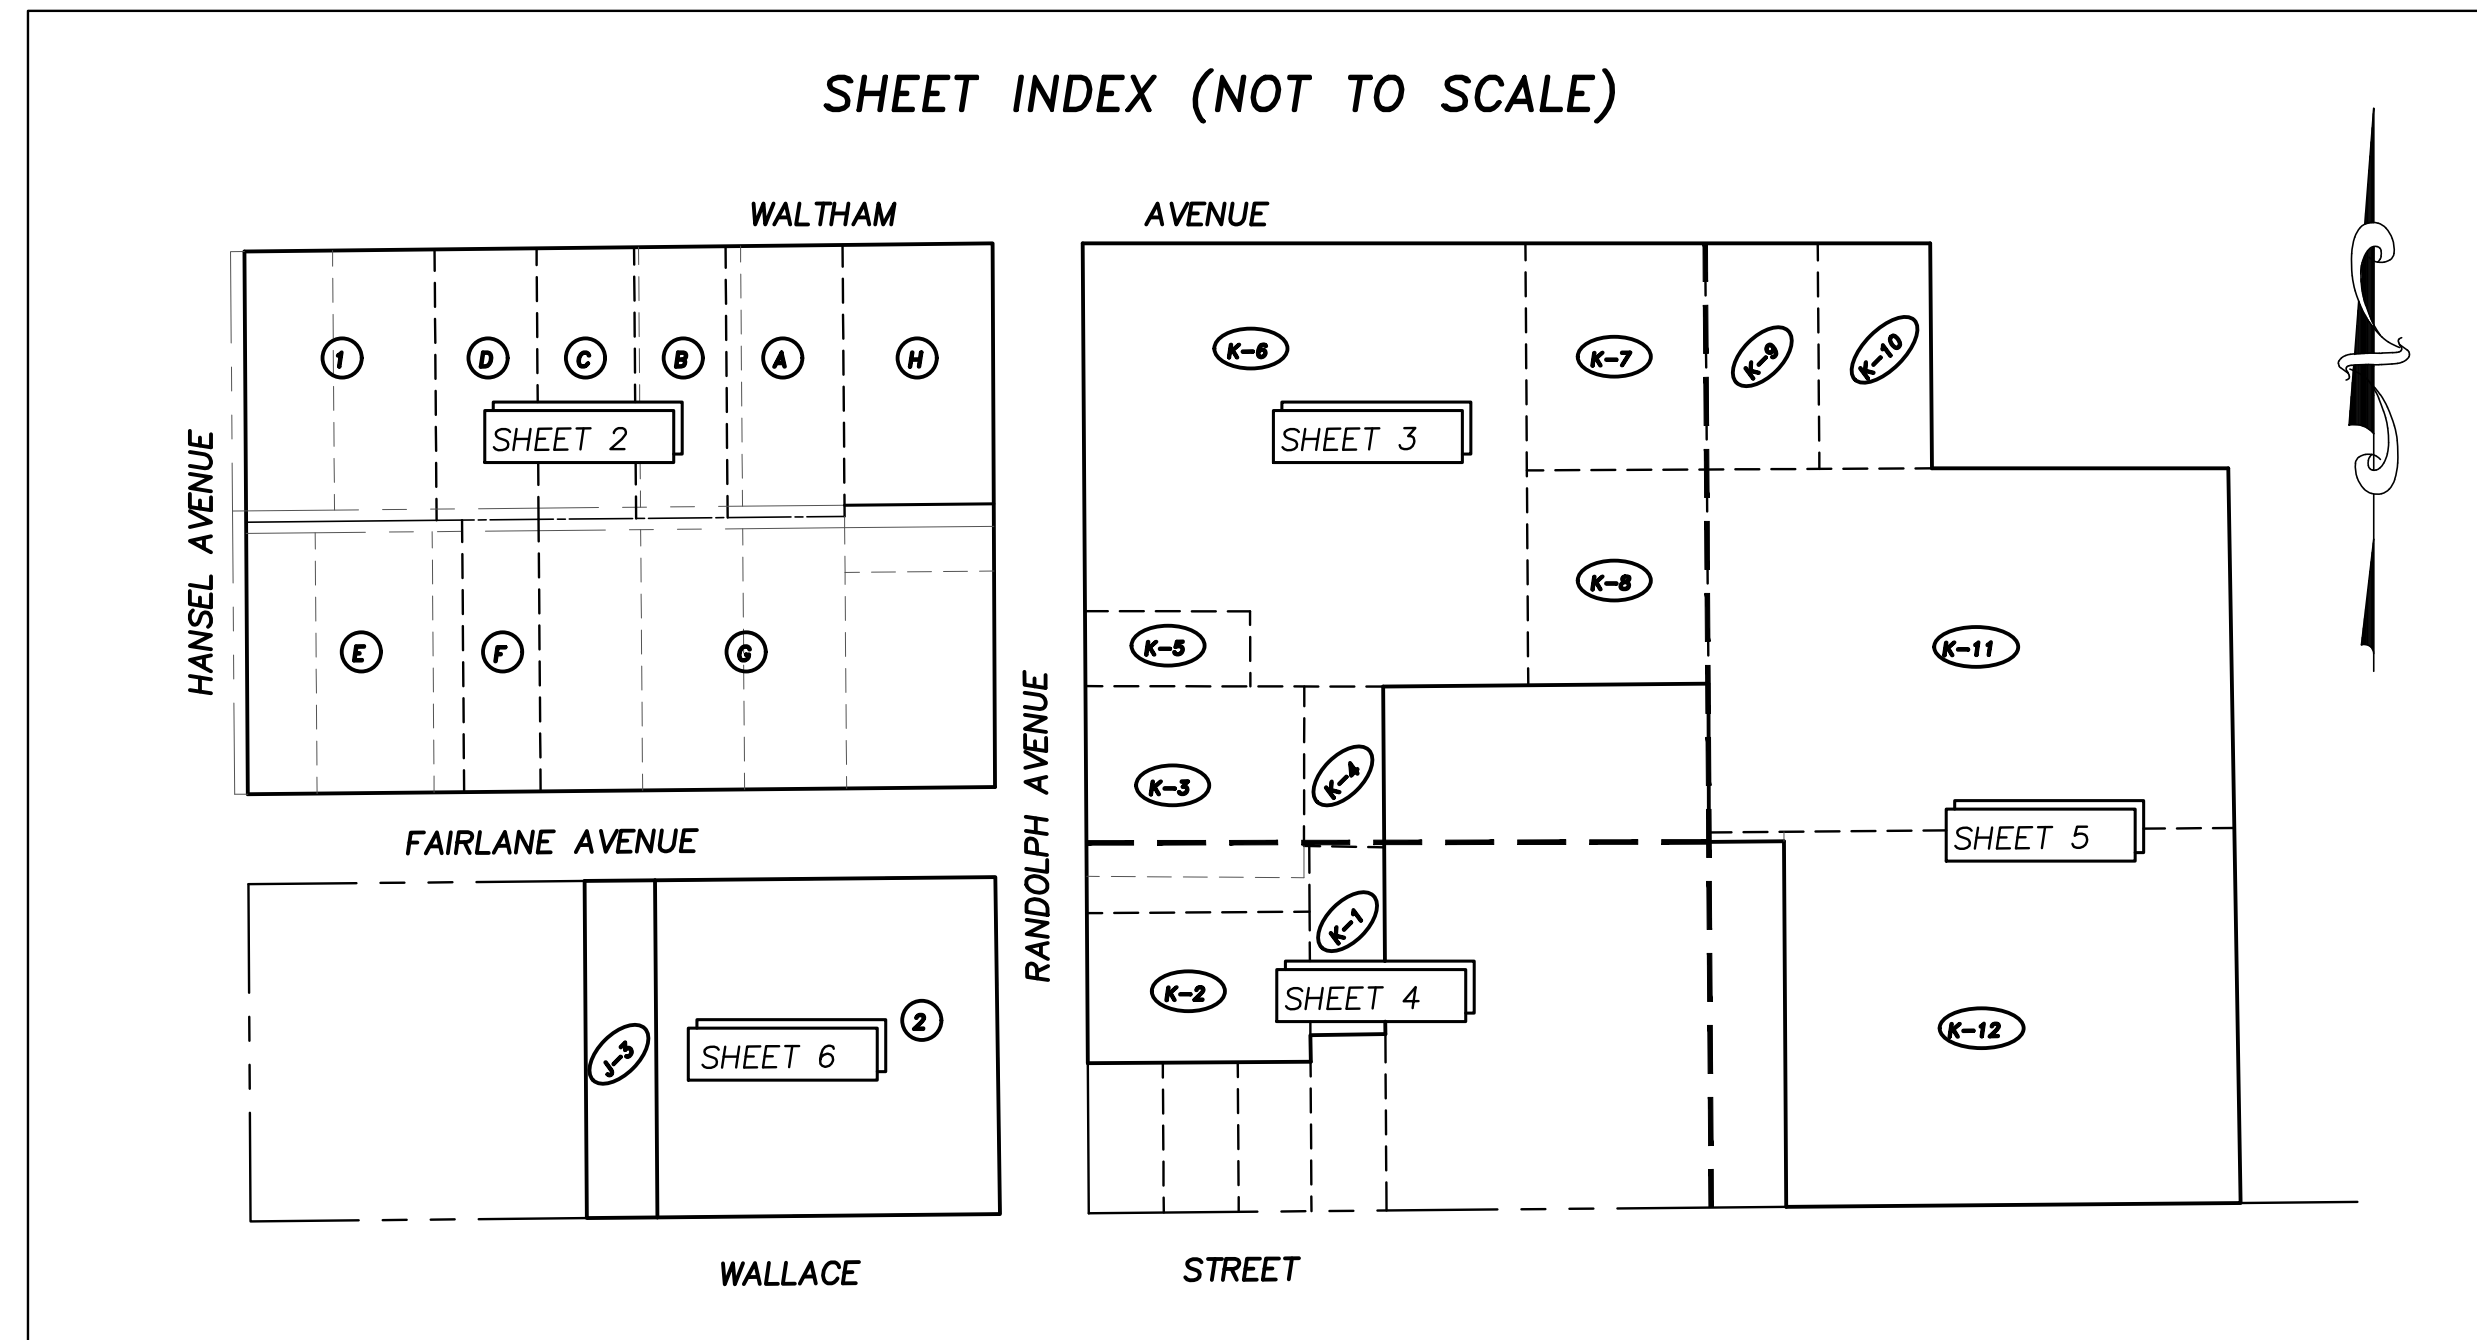 SHEET INDEX (NOT TO SCALE)
WALTHAM AVENUE
1 D C B A H
SHEET 2
HANSEL AVENUE
E F G
FAIRLANE AVENUE
J-3
SHEET 6
2
RANDOLPH AVENUE
K-6
K-7
K-9
K-10
SHEET 3
K-8
K-5
K-11
K-3
K-4
SHEET 5
K-1
K-2
SHEET 4
K-12
WALLACE STREET